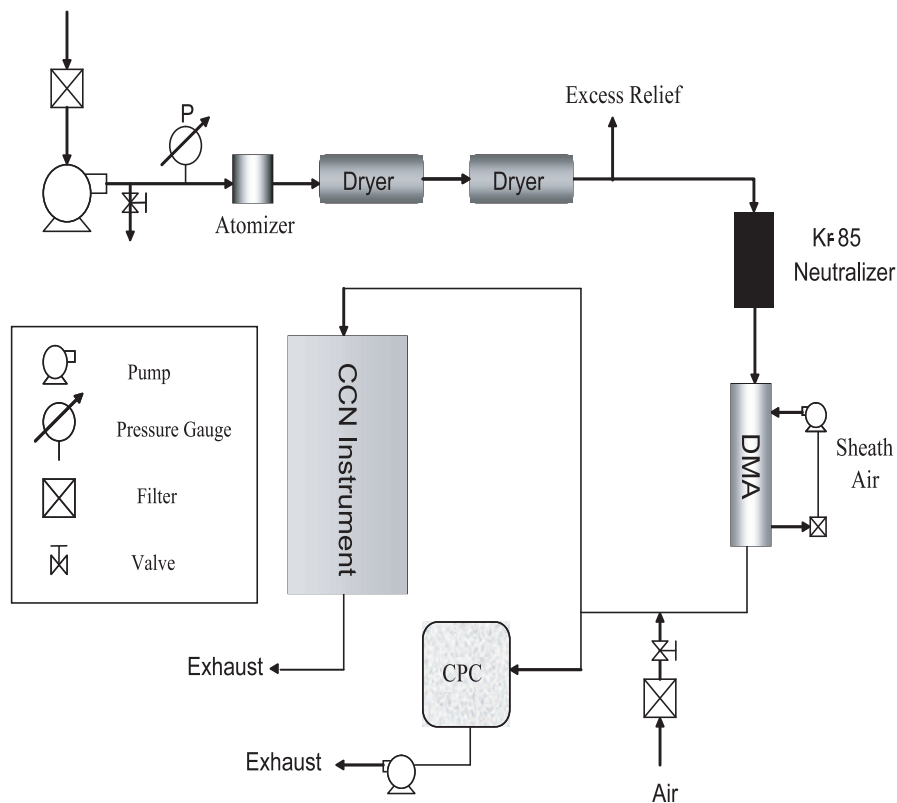 P
Excess Relief
Dryer
Dryer
Atomizer
Kr-85
Neutralizer
CCN Instrument
DMA
Sheath
Air
Pump
Pressure Gauge
Filter
Valve
Exhaust
CPC
Exhaust
Air